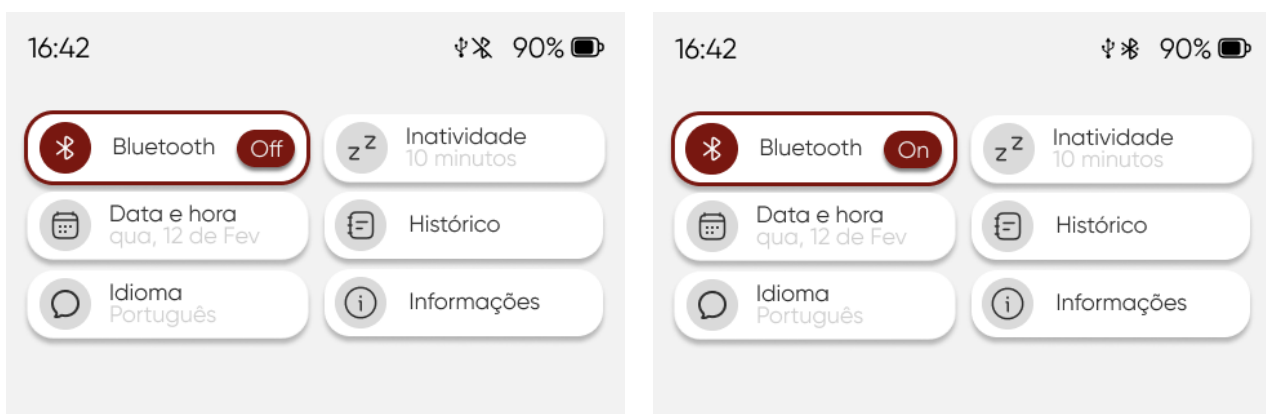 16:42
90%
Bluetooth Off
Inatividade
10 minutos
Data e hora
qua, 12 de Fev
Histórico
Idioma
Português
Informações
16:42
90%
Bluetooth On
Inatividade
10 minutos
Data e hora
qua, 12 de Fev
Histórico
Idioma
Português
Informações